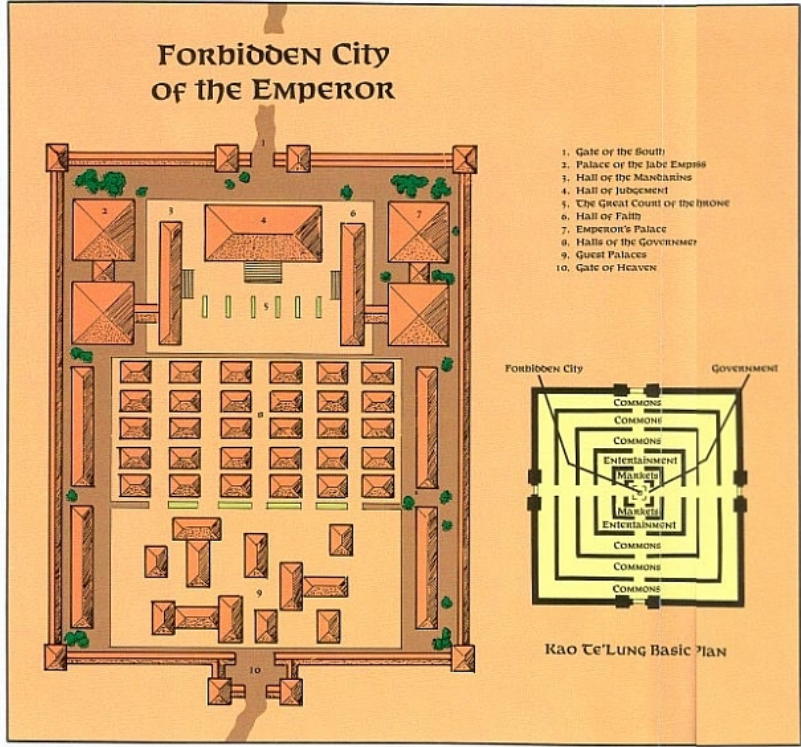 Forbidden City
of the Emperor
1
2
3
4
6
7
5
8
9
10
1. Gate of the South
2. Palace of the Jade Empiss
3. Hall of the Mandarins
4. Hall of Judgement
5. The Great Court of the hrone
6. Hall of Faith
7. Emperor's Palace
8. Halls of the Governmen
9. Guest Palaces
10. Gate of Heaven
Forbidden City
Government
Commons
Commons
Commons
Entertainment
Markets
Markets
Entertainment
Commons
Commons
Commons
Kao Te'Lung Basic Plan